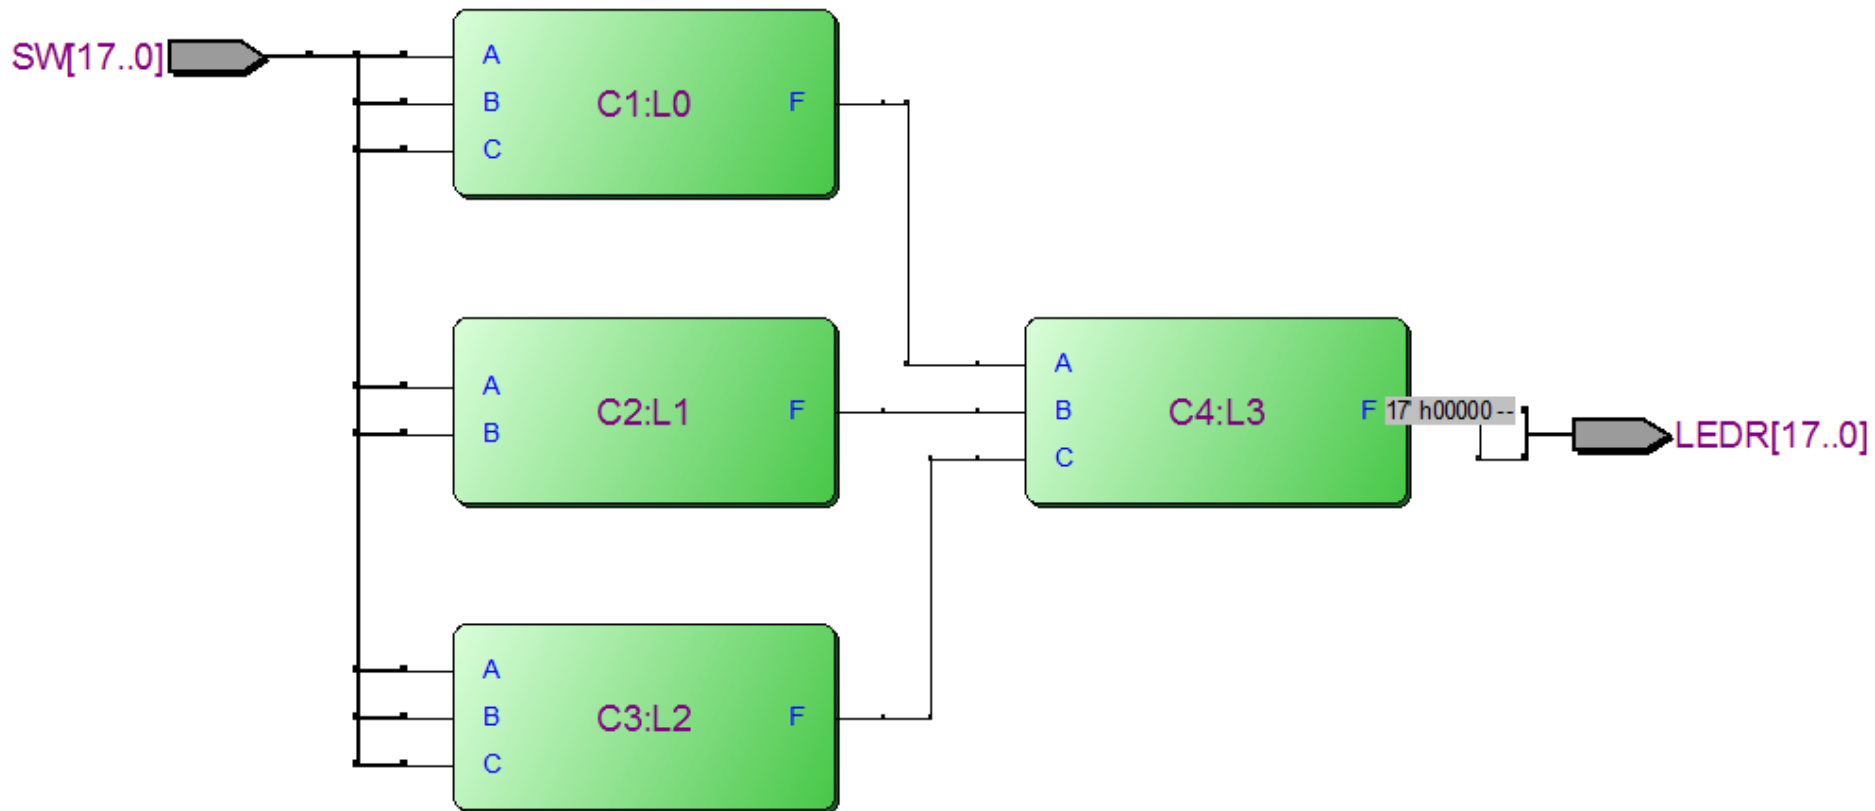 SW[17..0]
A
B
C
C1:L0
F
A
B
C2:L1
F
A
B
C
C4:L3
F
17' h00000 --
LEDR[17..0]
A
B
C
C3:L2
F